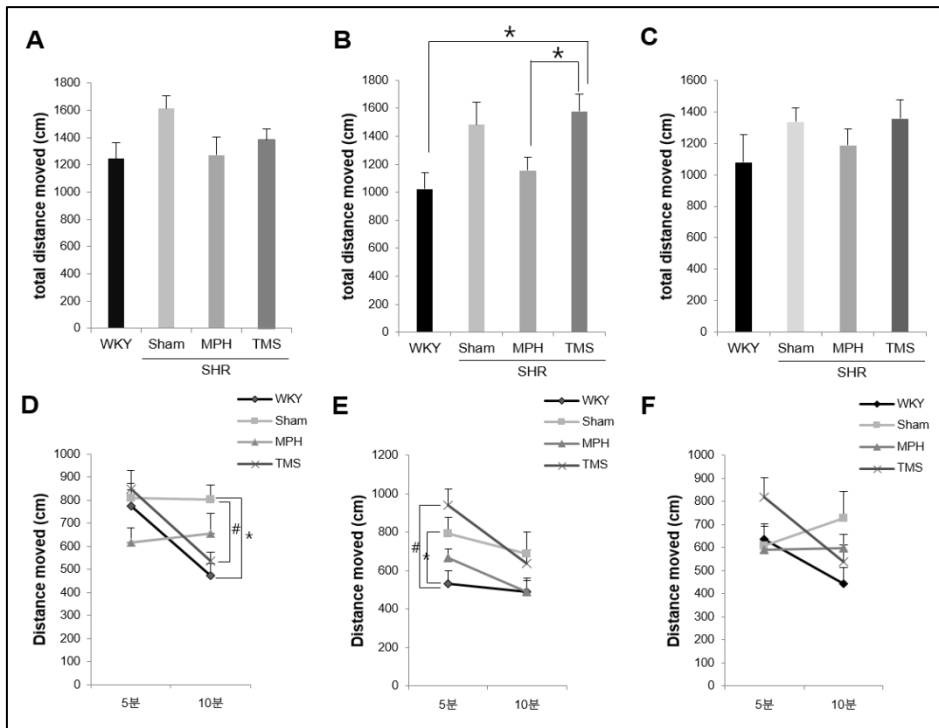 A
total distance moved (cm)
1800
1600
1400
1200
1000
800
600
400
200
0
WKY Sham MPH TMS
SHR
B
*
*
total distance moved (cm)
1800
1600
1400
1200
1000
800
600
400
200
0
WKY Sham MPH TMS
SHR
C
total distance moved (cm)
1600
1400
1200
1000
800
600
400
200
0
WKY Sham MPH TMS
SHR
D
WKY
Sham
MPH
TMS
Distance moved (cm)
1000
900
800
700
600
500
400
300
200
100
0
# *
5분 10분
E
WKY
Sham
MPH
TMS
Distance moved (cm)
1200
1000
800
600
400
200
0
# *
5분 10분
F
WKY
Sham
MPH
TMS
Distance moved (cm)
1000
900
800
700
600
500
400
300
200
100
0
5분 10분